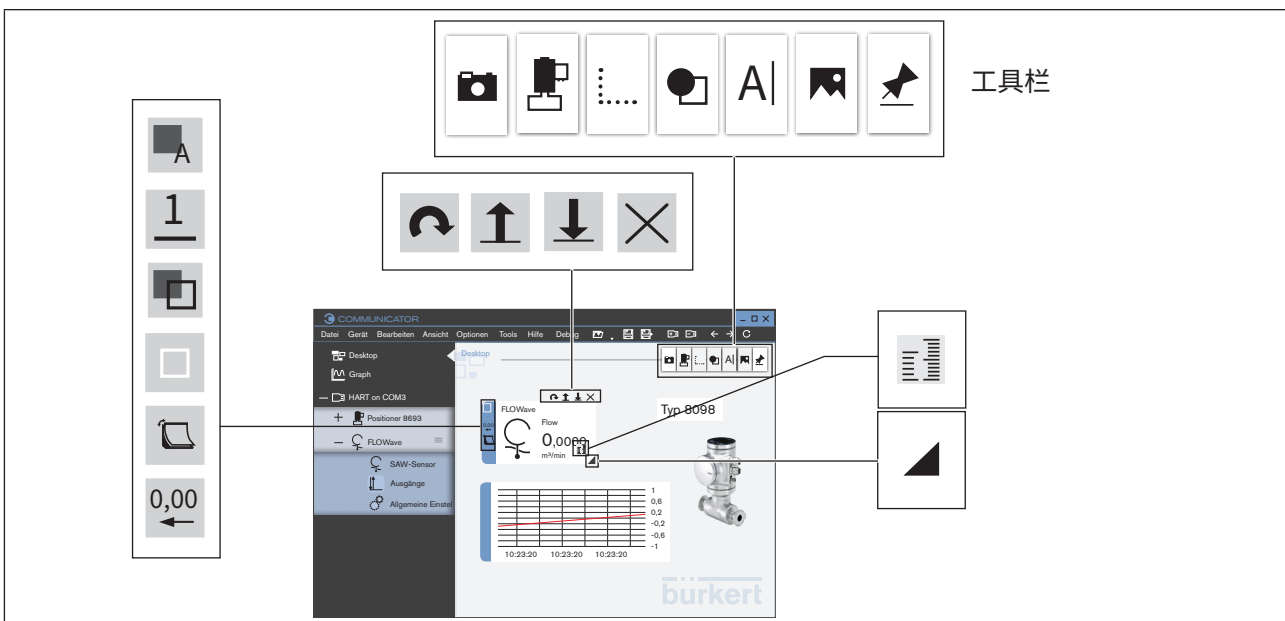 工具栏
A|
A
1
0,00
COMMUNICATOR
Datei Gerät Bearbeiten Ansicht Optionen Tools Hilfe Debug
Desktop
Graph
HART on COM3
Positioner 8693
FLOWave
SAW-Sensor
Ausgänge
Allgemeine Einstel
Desktop
A|
FLOWave
Flow
0,0000
m³/min
0,00
Typ 8098
1
0,6
0,2
-0,2
-0,6
-1
10:23:20 10:23:20 10:23:20
bürkert